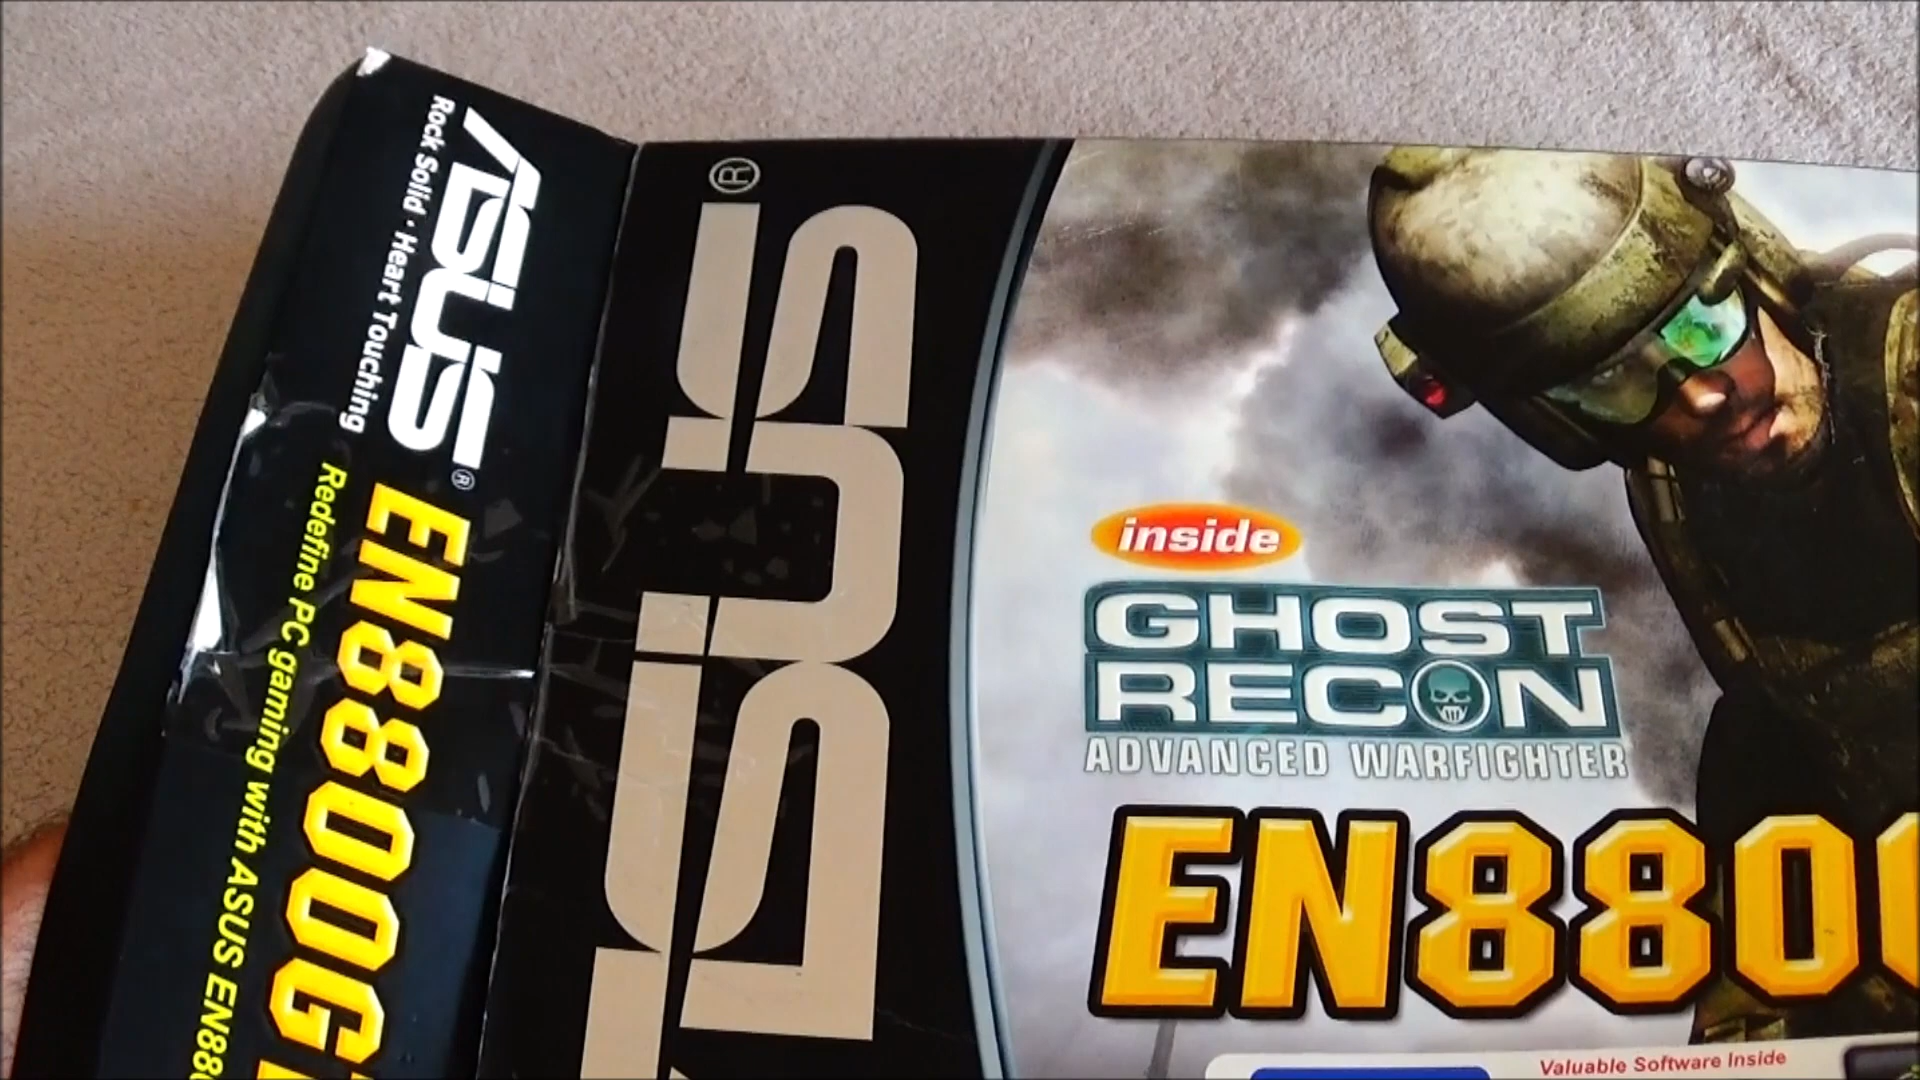 ASUS®
Rock Solid · Heart Touching
EN8800G
Redefine PC gaming with ASUS EN880
ASUS®
inside
GHOST
RECON
ADVANCED WARFIGHTER
EN880
Valuable Software Inside